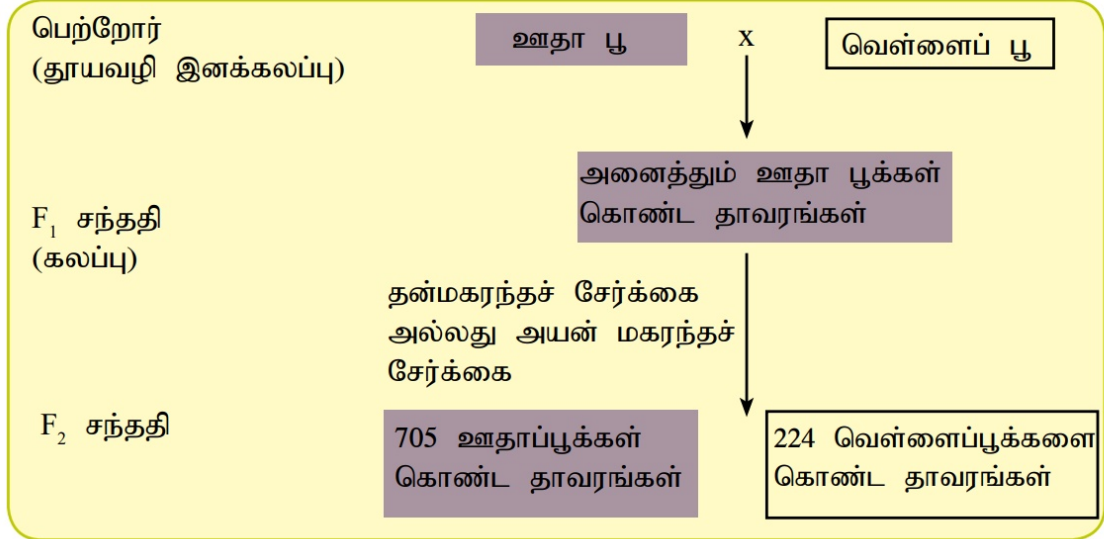 பெற்றோர்
(தூயவழி இனக்கலப்பு)
ஊதா பூ x வெள்ளைப் பூ
அனைத்தும் ஊதா பூக்கள்
கொண்ட தாவரங்கள்
F₁ சந்ததி
(கலப்பு)
தன்மகரந்தச் சேர்க்கை
அல்லது அயன் மகரந்தச்
சேர்க்கை
F₂ சந்ததி
705 ஊதாப்பூக்கள்
கொண்ட தாவரங்கள்
224 வெள்ளைப்பூக்களை
கொண்ட தாவரங்கள்